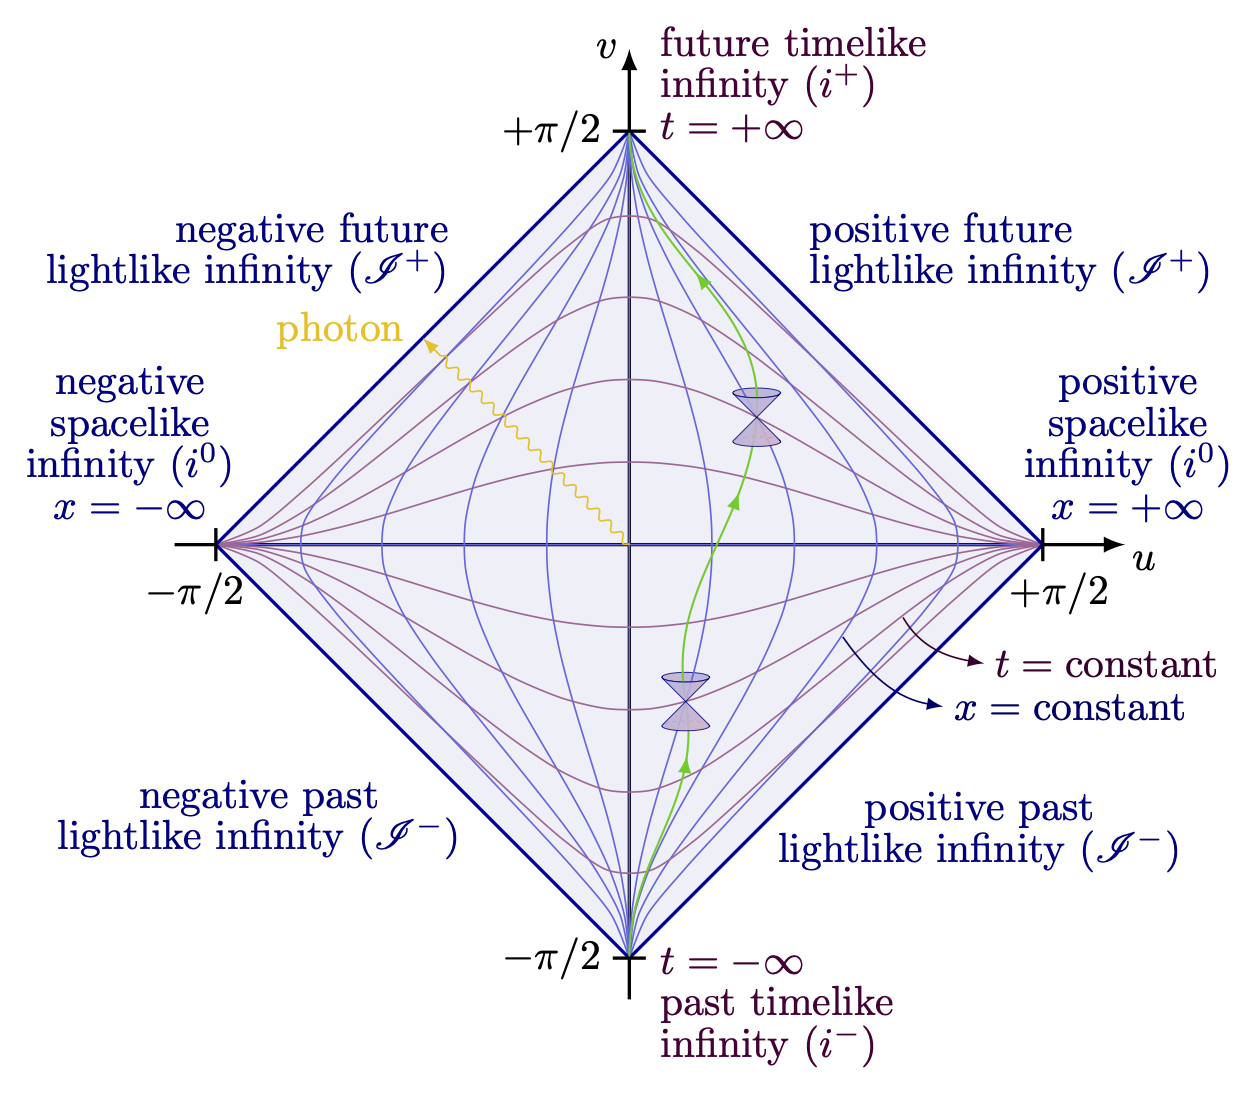 v
future timelike
infinity (i⁺)
t = +∞
+π/2
negative future
lightlike infinity (𝓘⁺)
positive future
lightlike infinity (𝓘⁺)
photon
negative
spacelike
infinity (i⁰)
x = −∞
positive
spacelike
infinity (i⁰)
x = +∞
u
−π/2
+π/2
t = constant
x = constant
negative past
lightlike infinity (𝓘⁻)
positive past
lightlike infinity (𝓘⁻)
−π/2
t = −∞
past timelike
infinity (i⁻)